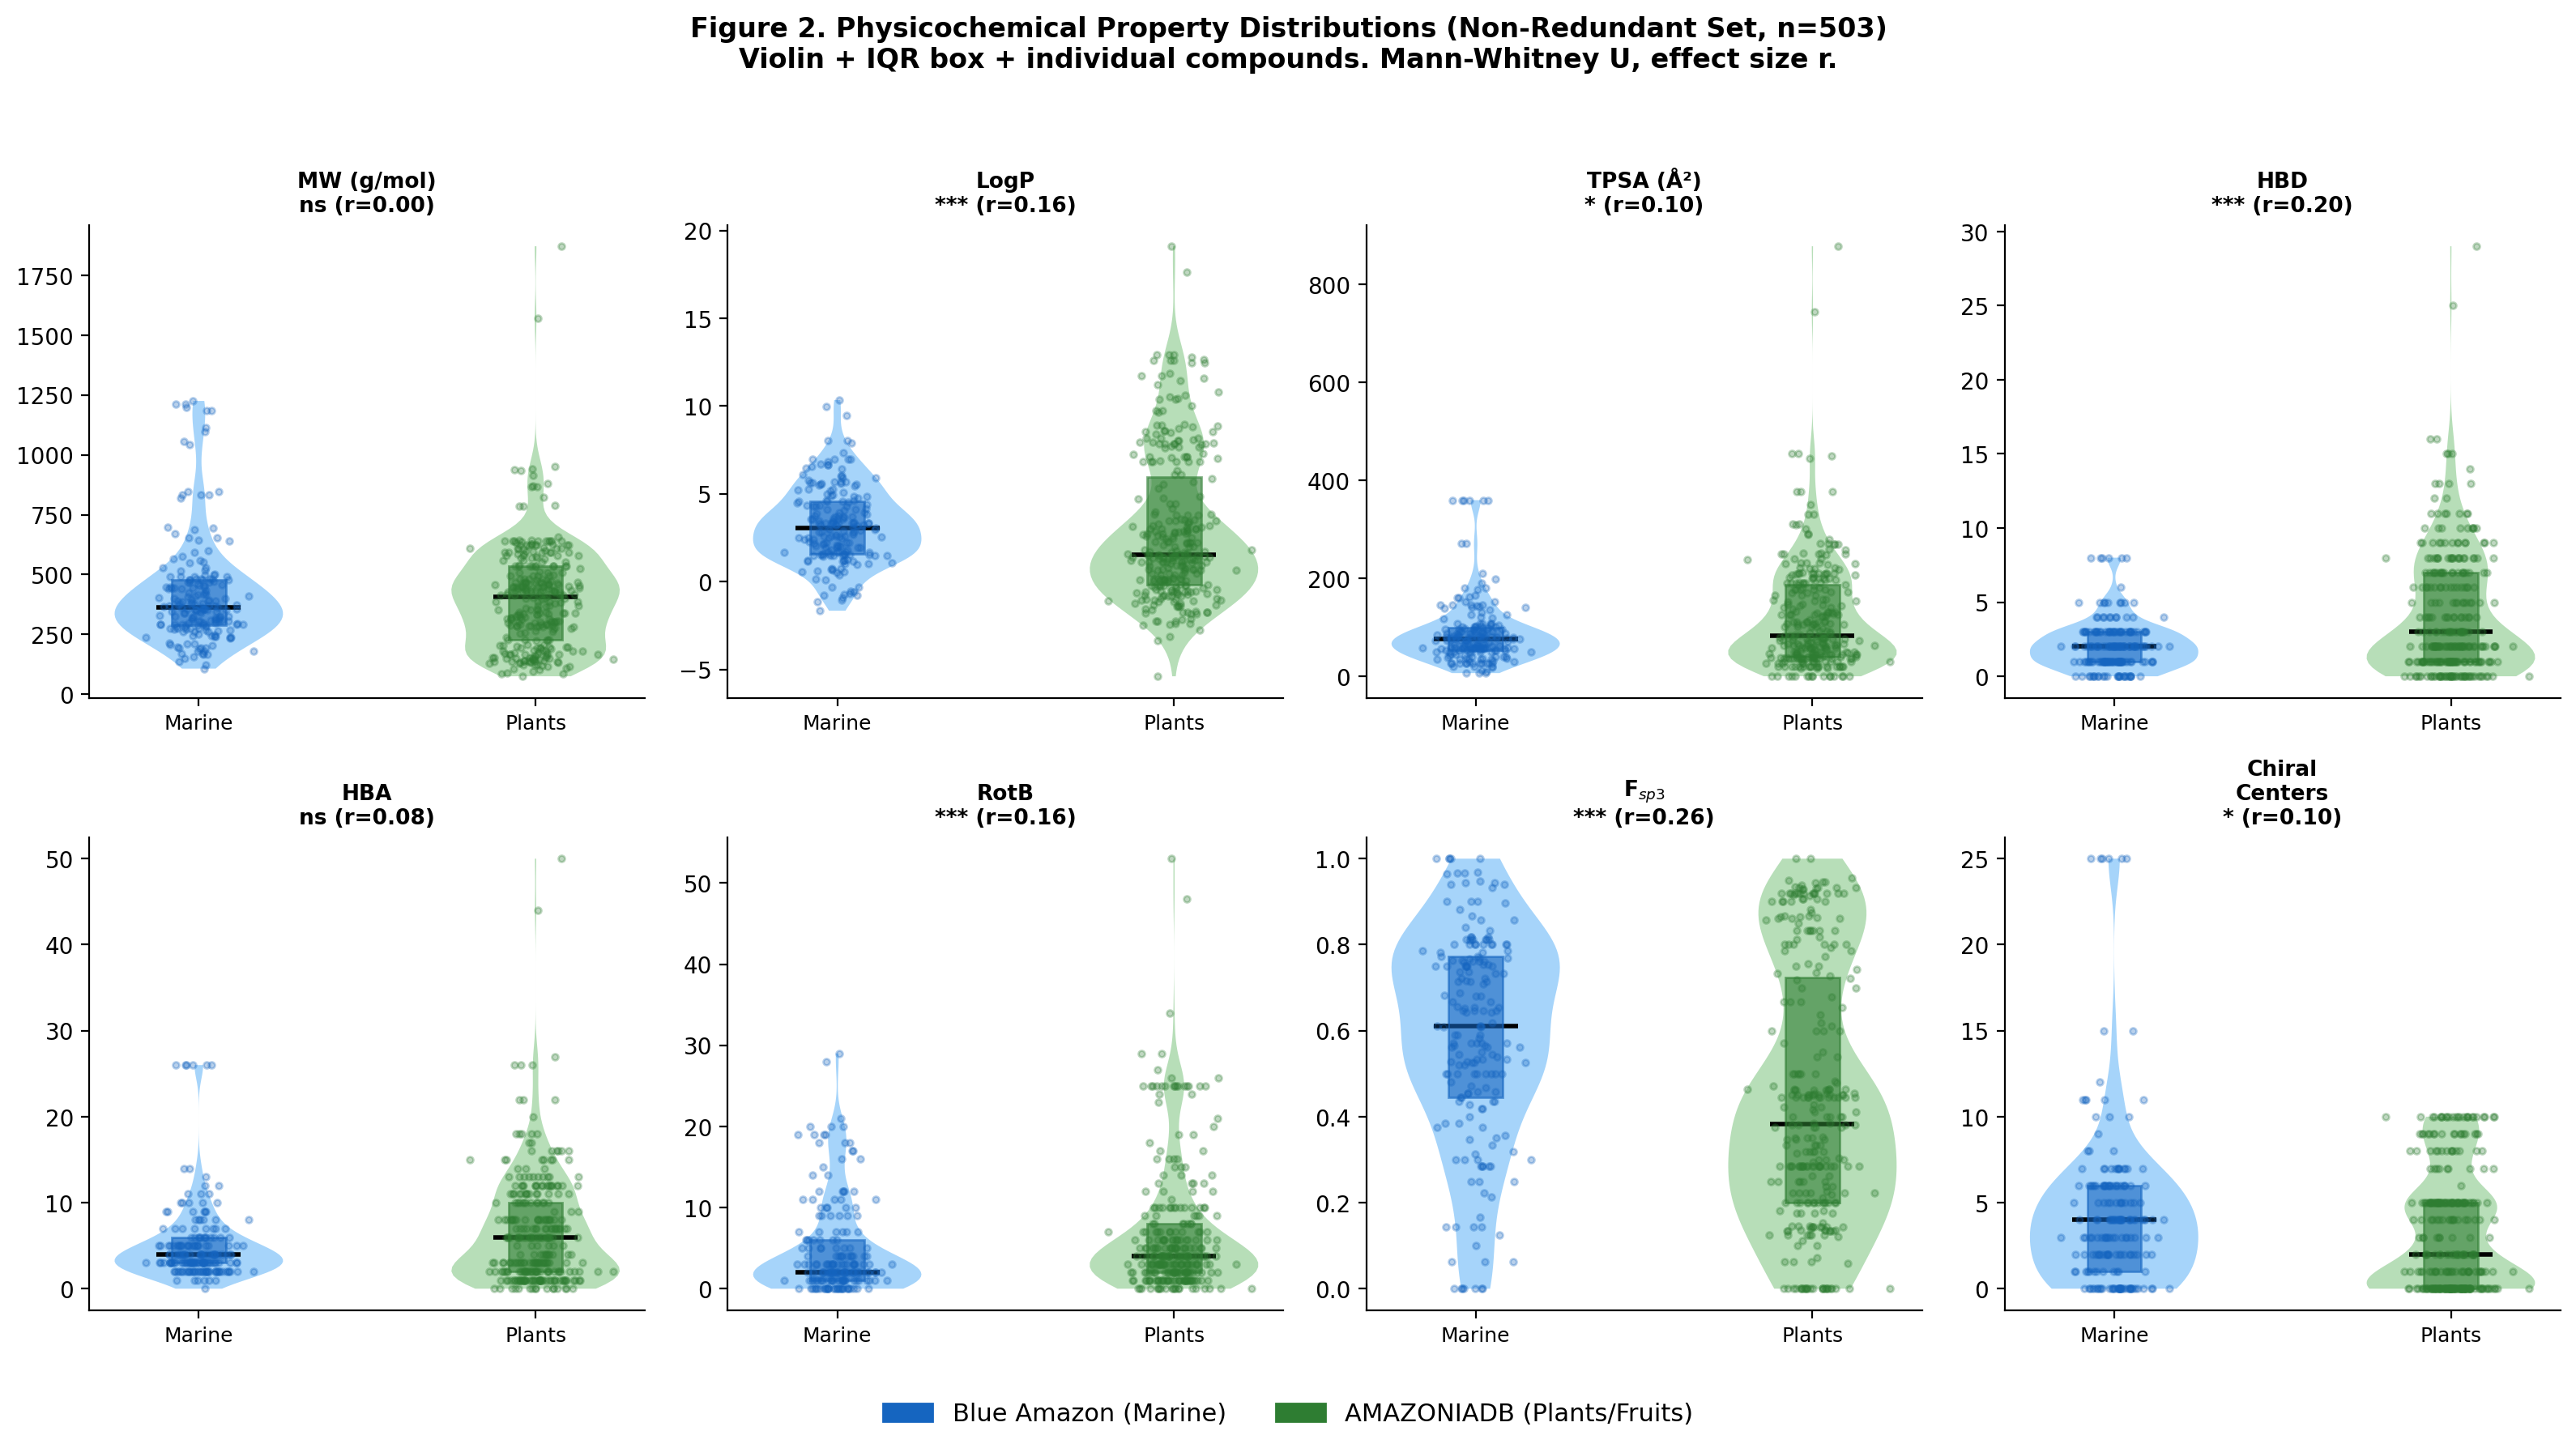 Figure 2. Physicochemical Property Distributions (Non-Redundant Set, n=503)
Violin + IQR box + individual compounds. Mann-Whitney U, effect size r.
MW (g/mol)
ns (r=0.00)
1750
1500
1250
1000
750
500
250
0
Marine
Plants
LogP
*** (r=0.16)
20
15
10
5
0
−5
Marine
Plants
TPSA (Å²)
* (r=0.10)
800
600
400
200
0
Marine
Plants
HBD
*** (r=0.20)
30
25
20
15
10
5
0
Marine
Plants
HBA
ns (r=0.08)
50
40
30
20
10
0
Marine
Plants
RotB
*** (r=0.16)
50
40
30
20
10
0
Marine
Plants
Fsp3
*** (r=0.26)
1.0
0.8
0.6
0.4
0.2
0.0
Marine
Plants
Chiral
Centers
* (r=0.10)
25
20
15
10
5
0
Marine
Plants
Blue Amazon (Marine)
AMAZONIADB (Plants/Fruits)